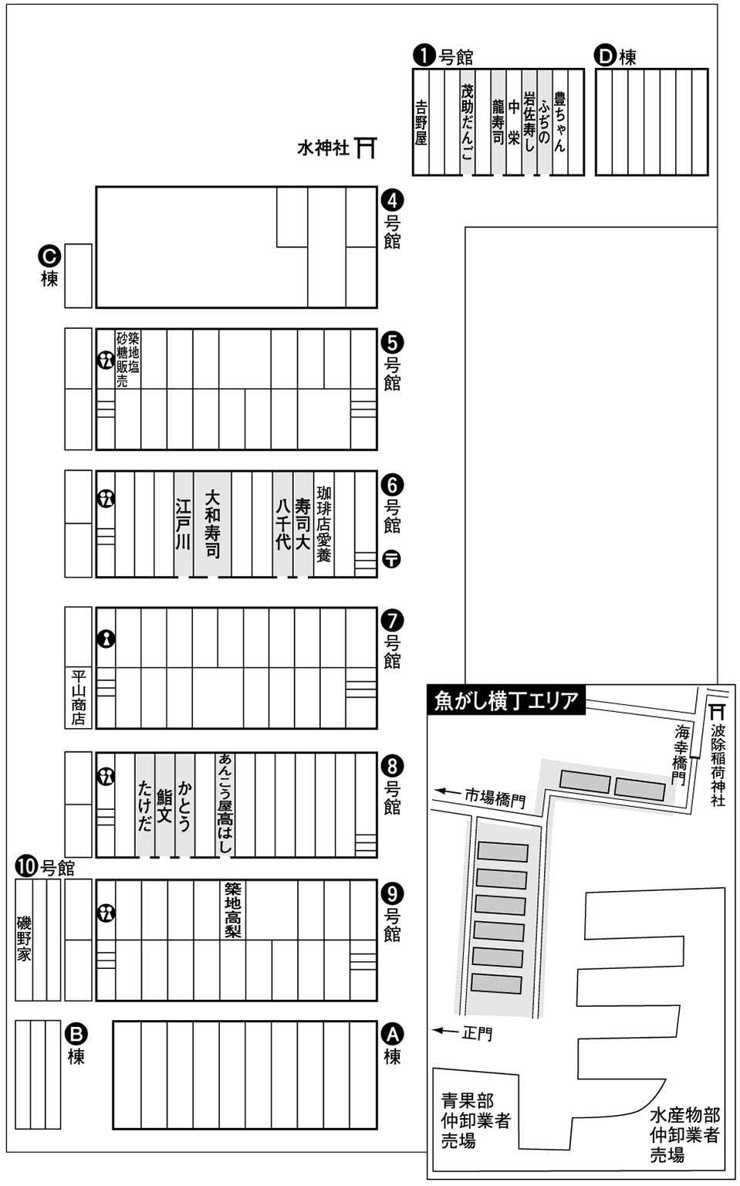 ❶号館
D棟
吉野屋
茂助だんご
龍寿司
中栄
岩佐寿し
ふぢの
豊ちゃん
水神社
❹号館
C棟
❺号館
築地塩
砂糖販売
❻号館
江戸川
大和寿司
八千代
寿司大
珈琲店愛養
〒
❼号館
平山商店
❽号館
たけだ
鮨文
かとう
あんこう屋高はし
❿号館
磯野家
❾号館
築地高梨
B棟
A棟
魚がし横丁エリア
海幸橋門
波除稲荷神社
市場橋門
正門
青果部
仲卸業者
売場
水産物部
仲卸業者
売場